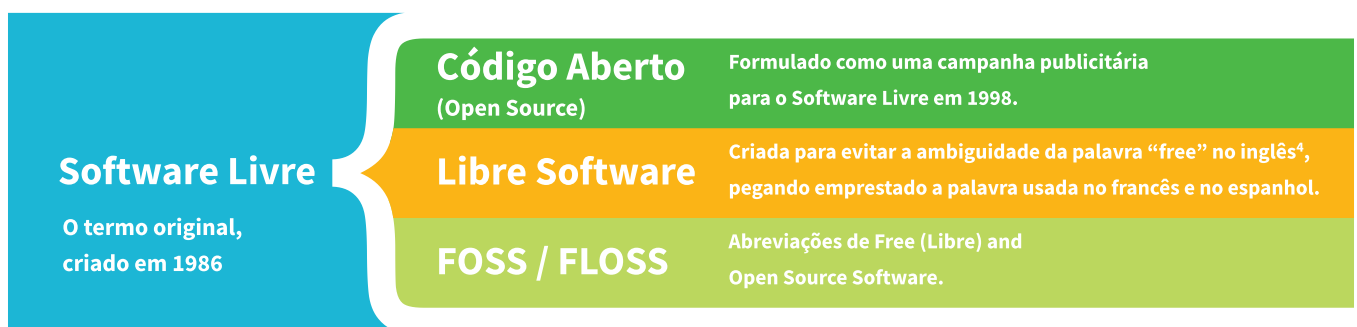 Software Livre
O termo original,
criado em 1986
Código Aberto
(Open Source)
Formulado como uma campanha publicitária
para o Software Livre em 1998.
Libre Software
Criada para evitar a ambiguidade da palavra “free” no inglês⁴,
pegando emprestado a palavra usada no francês e no espanhol.
FOSS / FLOSS
Abreviações de Free (Libre) and
Open Source Software.